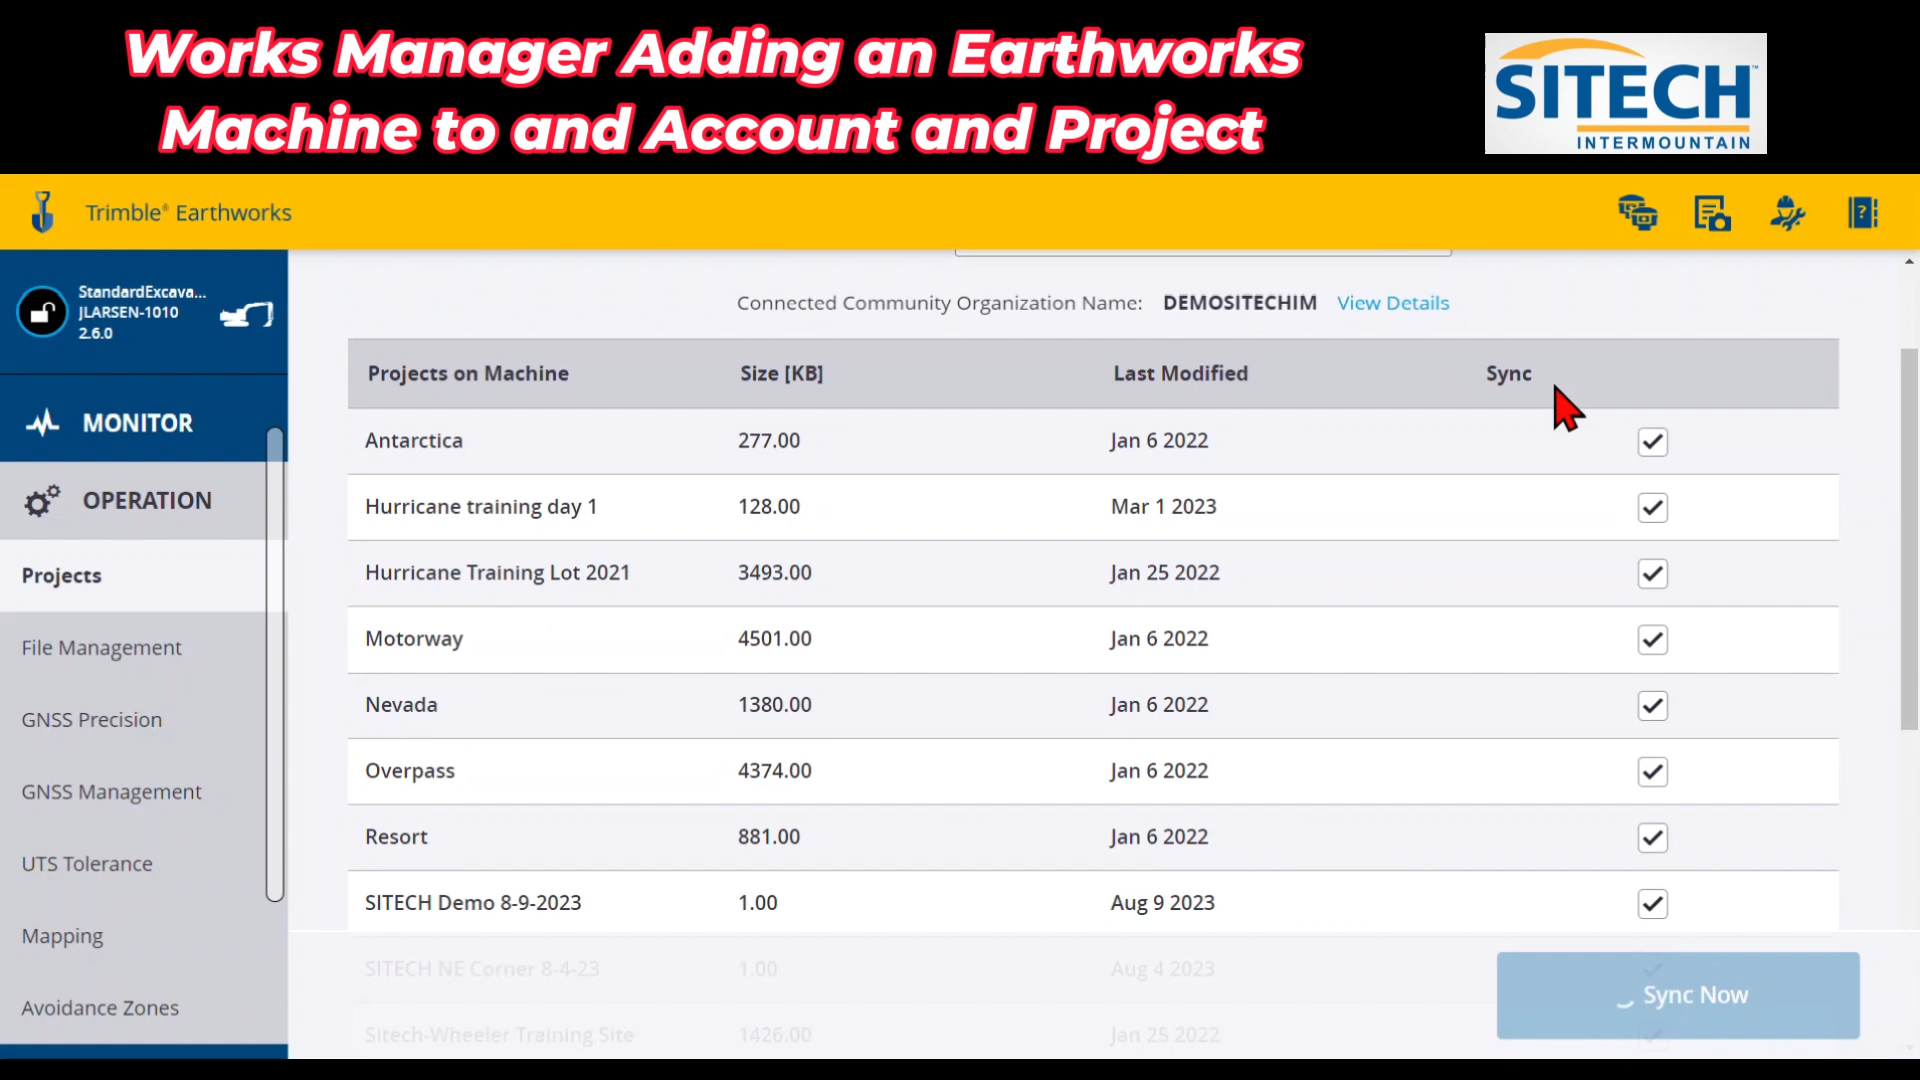 Works Manager Adding an Earthworks
Machine to and Account and Project
SITECH™
INTERMOUNTAIN
Trimble® Earthworks
StandardExcava...
JLARSEN-1010
2.6.0
MONITOR
OPERATION
Projects
File Management
GNSS Precision
GNSS Management
UTS Tolerance
Mapping
Avoidance Zones
Connected Community Organization Name: DEMOSITECHIM View Details
Projects on Machine Size [KB] Last Modified Sync
Antarctica 277.00 Jan 6 2022
Hurricane training day 1 128.00 Mar 1 2023
Hurricane Training Lot 2021 3493.00 Jan 25 2022
Motorway 4501.00 Jan 6 2022
Nevada 1380.00 Jan 6 2022
Overpass 4374.00 Jan 6 2022
Resort 881.00 Jan 6 2022
SITECH Demo 8-9-2023 1.00 Aug 9 2023
SITECH NE Corner 8-4-23 1.00 Aug 4 2023
Sitech-Wheeler Training Site 1426.00 Jan 25 2022
Sync Now